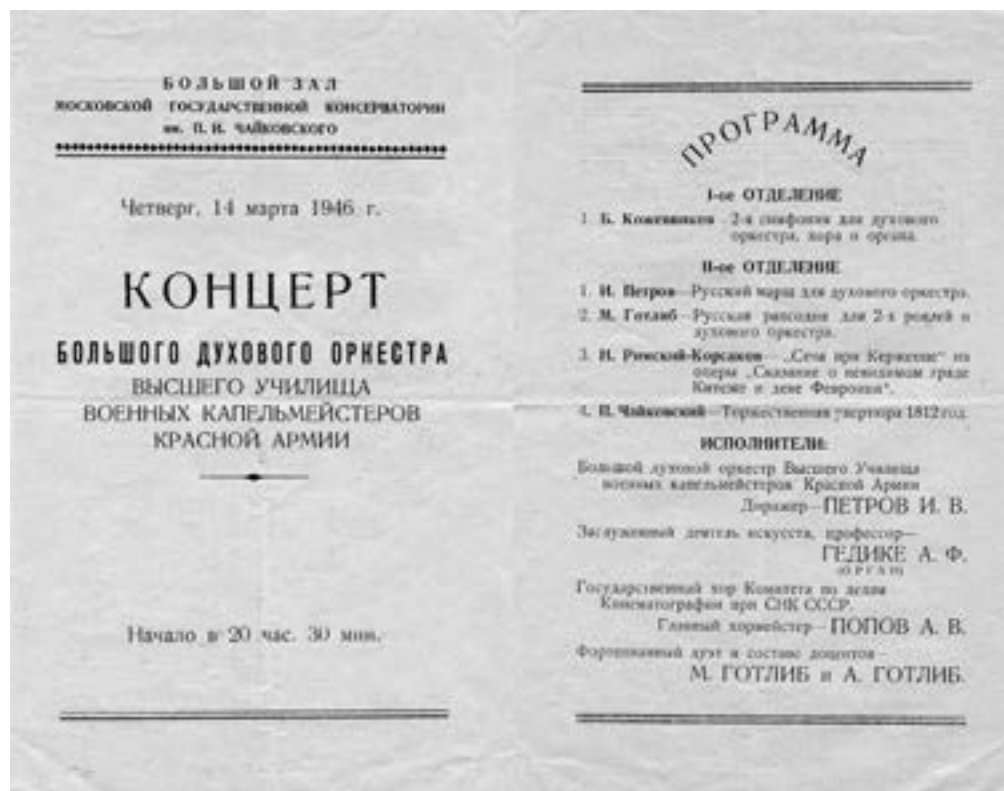 БОЛЬШОЙ ЗАЛ
МОСКОВСКОЙ ГОСУДАРСТВЕННОЙ КОНСЕРВАТОРИИ
им. П. И. ЧАЙКОВСКОГО
Четверг, 14 марта 1946 г.
КОНЦЕРТ
БОЛЬШОГО ДУХОВОГО ОРКЕСТРА
ВЫСШЕГО УЧИЛИЩА
ВОЕННЫХ КАПЕЛЬМЕЙСТЕРОВ
КРАСНОЙ АРМИИ
Начало в 20 час. 30 мин.
ПРОГРАММА
I-ое ОТДЕЛЕНИЕ
1. Б. Кожевников—2-я симфония для духового
оркестра, хора и органа.
II-ое ОТДЕЛЕНИЕ
1. И. Петров—Русский марш для духового оркестра.
2. М. Готлиб—Русская рапсодия для 2-х роялей и
духового оркестра.
3. Н. Римский-Корсаков—„Сеча при Керженце" из
оперы „Сказание о невидимом граде
Китеже и деве Февронии".
4. П. Чайковский—Торжественная увертюра 1812 год.
ИСПОЛНИТЕЛИ:
Большой духовой оркестр Высшего Училища
военных капельмейстеров Красной Армии
Дирижер—ПЕТРОВ И. В.
Заслуженный деятель искусств, профессор—
ГЕДИКЕ А. Ф.
(ОРГАН)
Государственный хор Комитета по делам
Кинематографии при СНК СССР.
Главный хормейстер—ПОПОВ А. В.
Фортепианный дуэт в составе доцентов—
М. ГОТЛИБ и А. ГОТЛИБ.